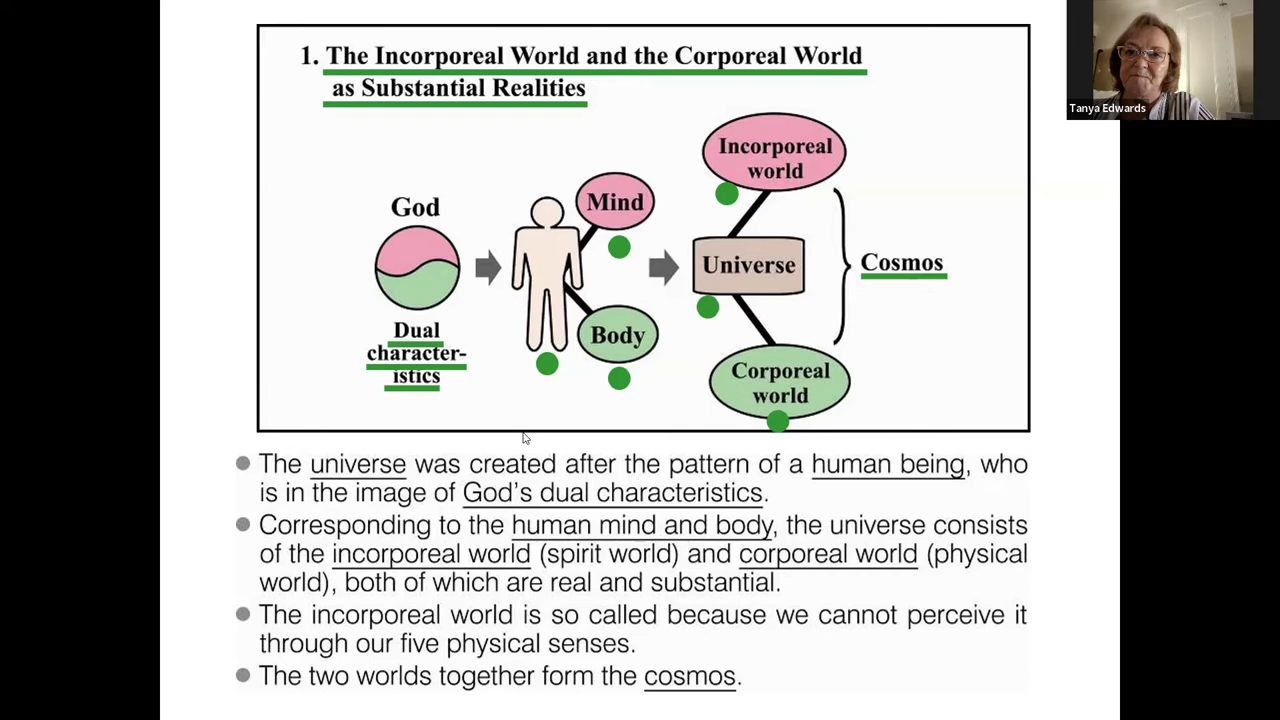 1. The Incorporeal World and the Corporeal World
as Substantial Realities
Tanya Edwards
God
Dual
character-
istics
Mind
Body
Incorporeal
world
Universe
Corporeal
world
Cosmos
The universe was created after the pattern of a human being, who
is in the image of God’s dual characteristics.
Corresponding to the human mind and body, the universe consists
of the incorporeal world (spirit world) and corporeal world (physical
world), both of which are real and substantial.
The incorporeal world is so called because we cannot perceive it
through our five physical senses.
The two worlds together form the cosmos.